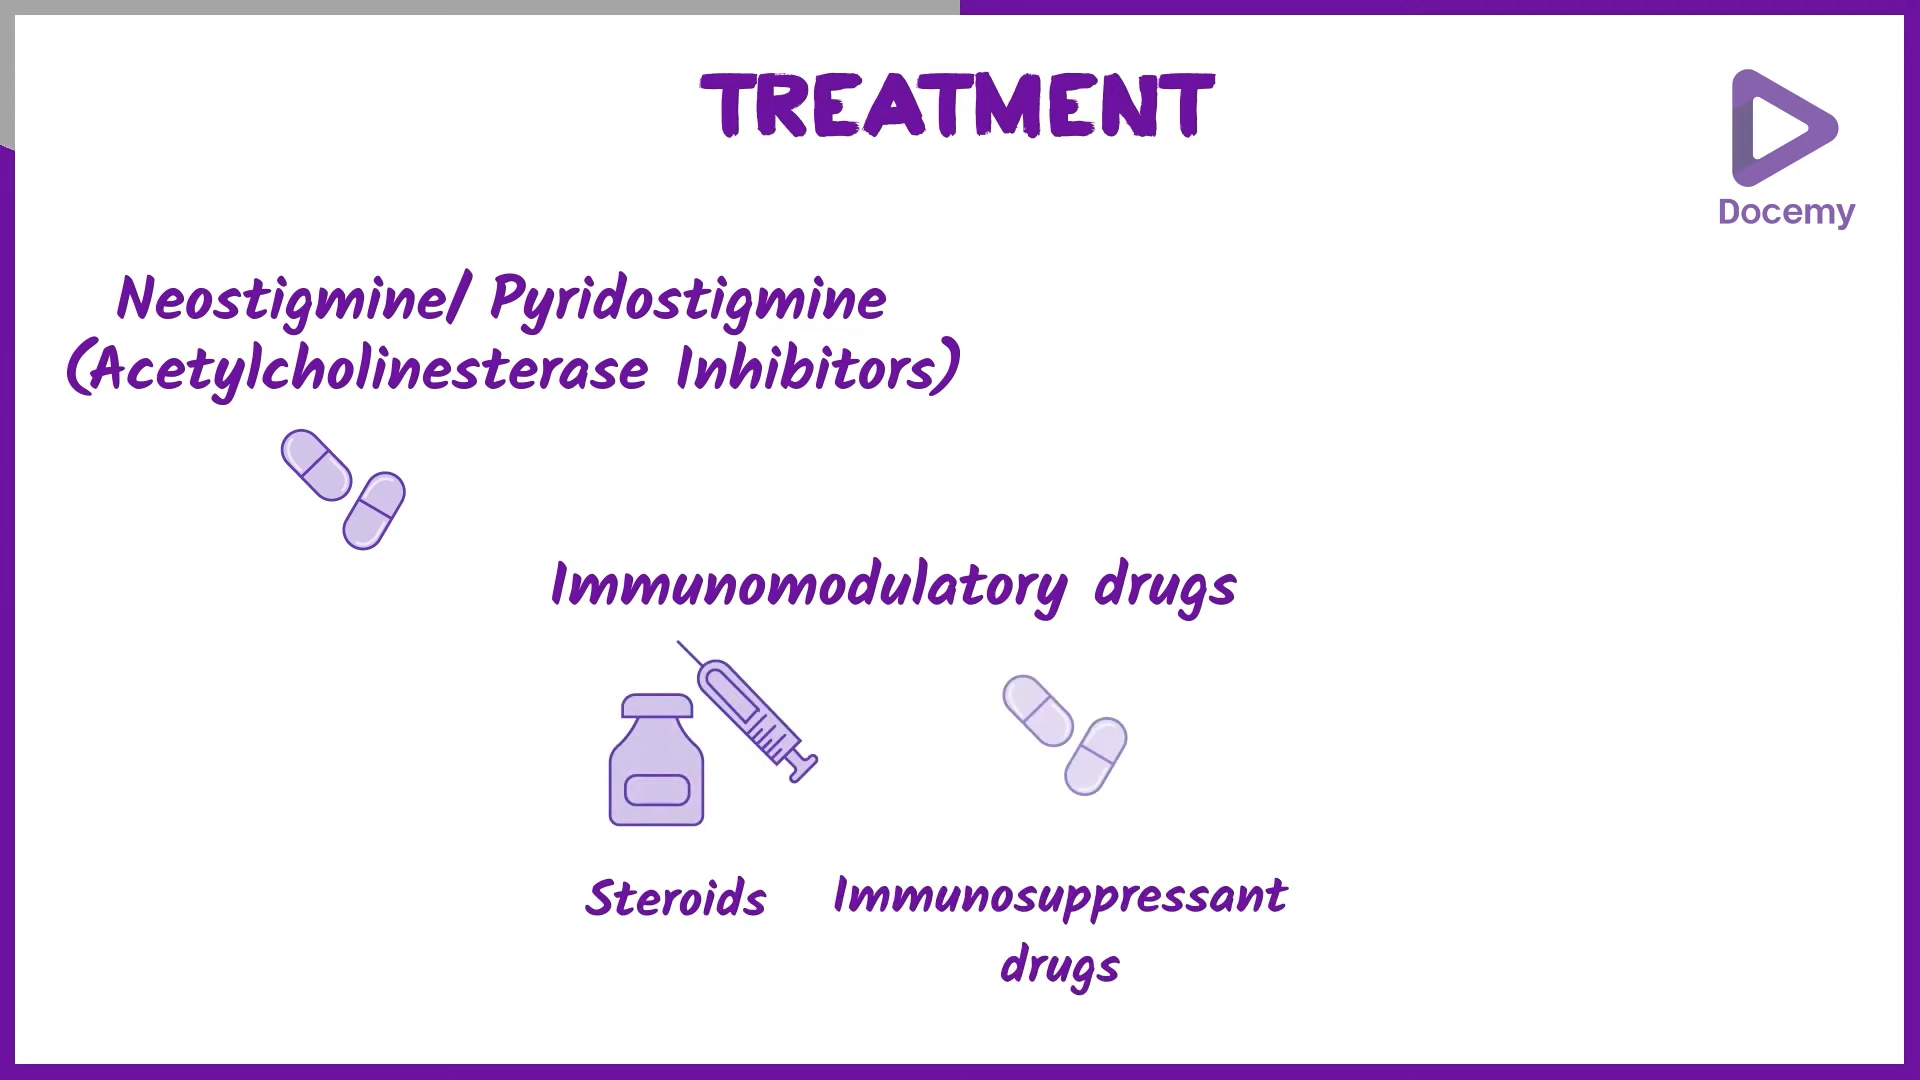 TREATMENT
Docemy
Neostigmine/ Pyridostigmine
(Acetylcholinesterase Inhibitors)
Immunomodulatory drugs
Steroids
Immunosuppressant
drugs